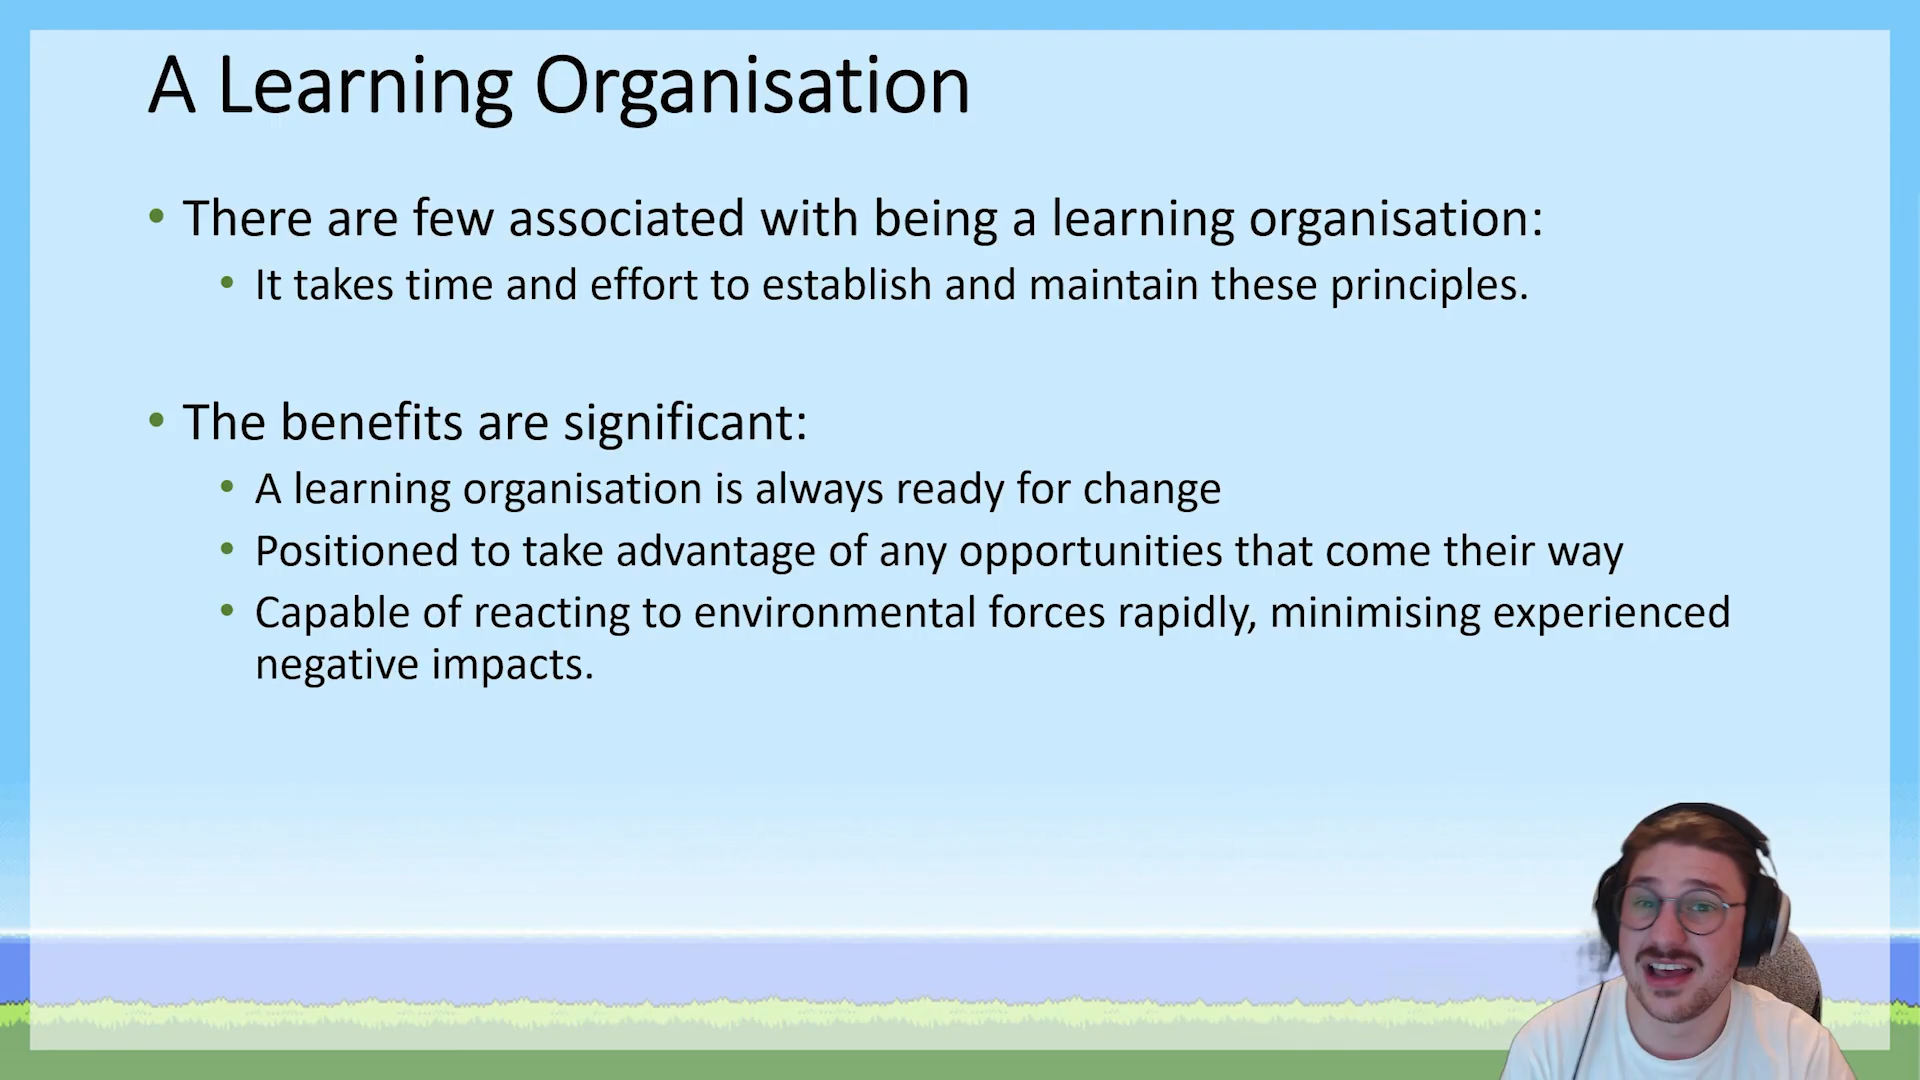 A Learning Organisation
• There are few associated with being a learning organisation:
• It takes time and effort to establish and maintain these principles.
• The benefits are significant:
• A learning organisation is always ready for change
• Positioned to take advantage of any opportunities that come their way
• Capable of reacting to environmental forces rapidly, minimising experienced
negative impacts.